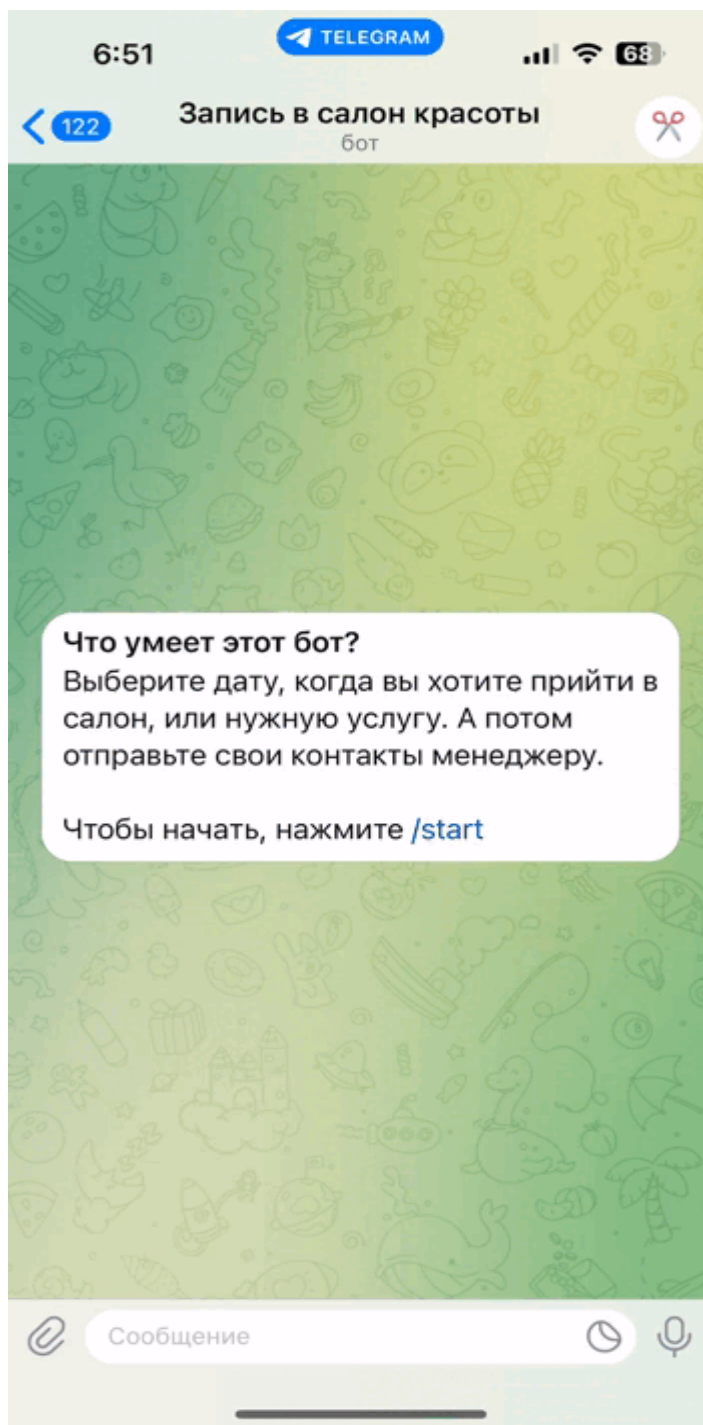 6:51
TELEGRAM
68
122
Запись в салон красоты
бот
Что умеет этот бот?
Выберите дату, когда вы хотите прийти в
салон, или нужную услугу. А потом
отправьте свои контакты менеджеру.
Чтобы начать, нажмите /start
Сообщение